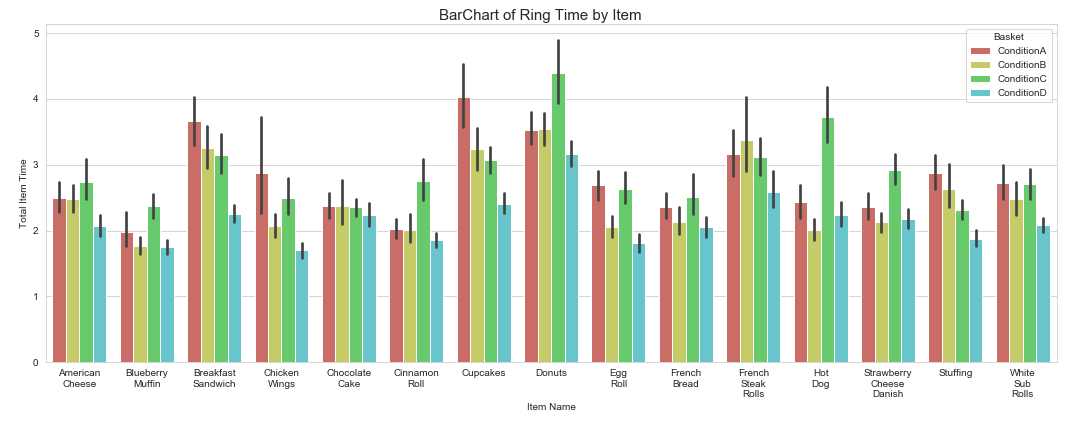 BarChart of Ring Time by Item
Total Item Time
5
4
3
2
1
0
Basket
ConditionA
ConditionB
ConditionC
ConditionD
American
Cheese
Blueberry
Muffin
Breakfast
Sandwich
Chicken
Wings
Chocolate
Cake
Cinnamon
Roll
Cupcakes
Donuts
Egg
Roll
French
Bread
French
Steak
Rolls
Hot
Dog
Strawberry
Cheese
Danish
Stuffing
White
Sub
Rolls
Item Name